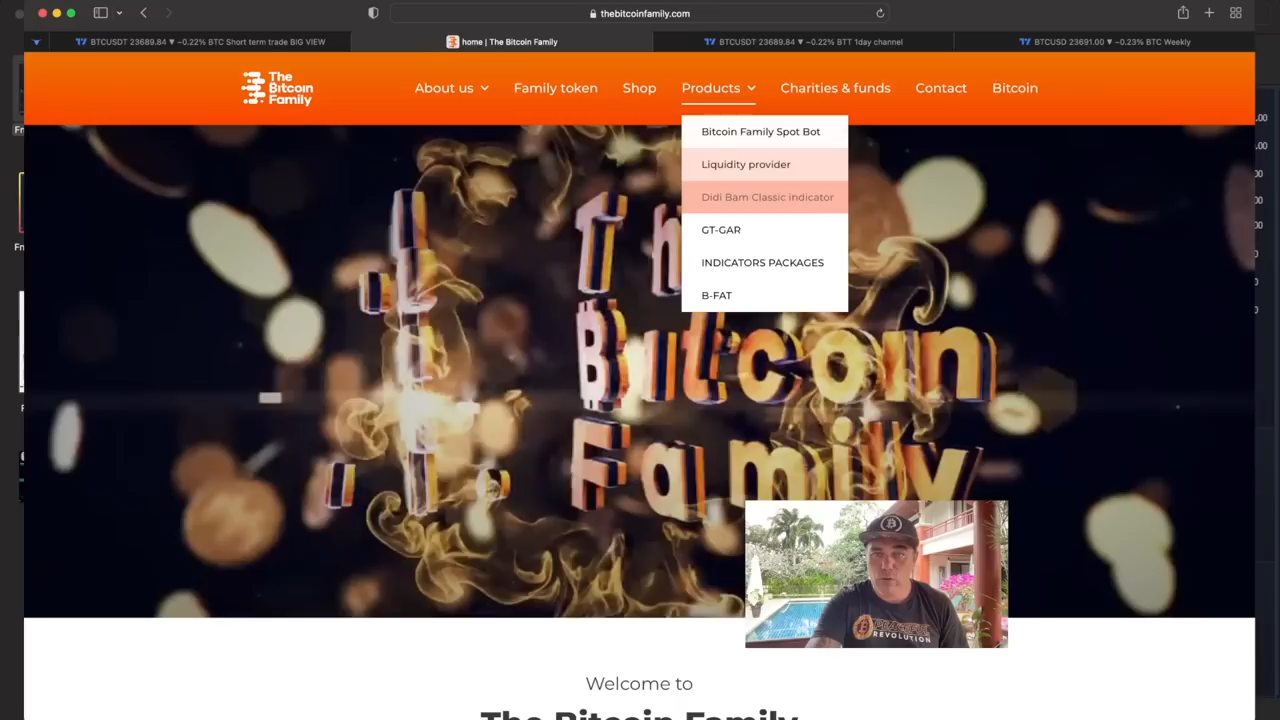 thebitcoinfamily.com
BTCUSDT 23689.84 ▼ −0.22% BTC Short term trade BIG VIEW
home | The Bitcoin Family
BTCUSDT 23689.84 ▼ −0.22% BTT 1day channel
BTCUSD 23691.00 ▼ −0.23% BTC Weekly
The
Bitcoin
Family
About us
Family token
Shop
Products
Charities & funds
Contact
Bitcoin
Bitcoin Family Spot Bot
Liquidity provider
Didi Bam Classic indicator
GT-GAR
INDICATORS PACKAGES
B-FAT
Bitcoin
Family
REVOLUTION
Welcome to
The Bitcoin Family